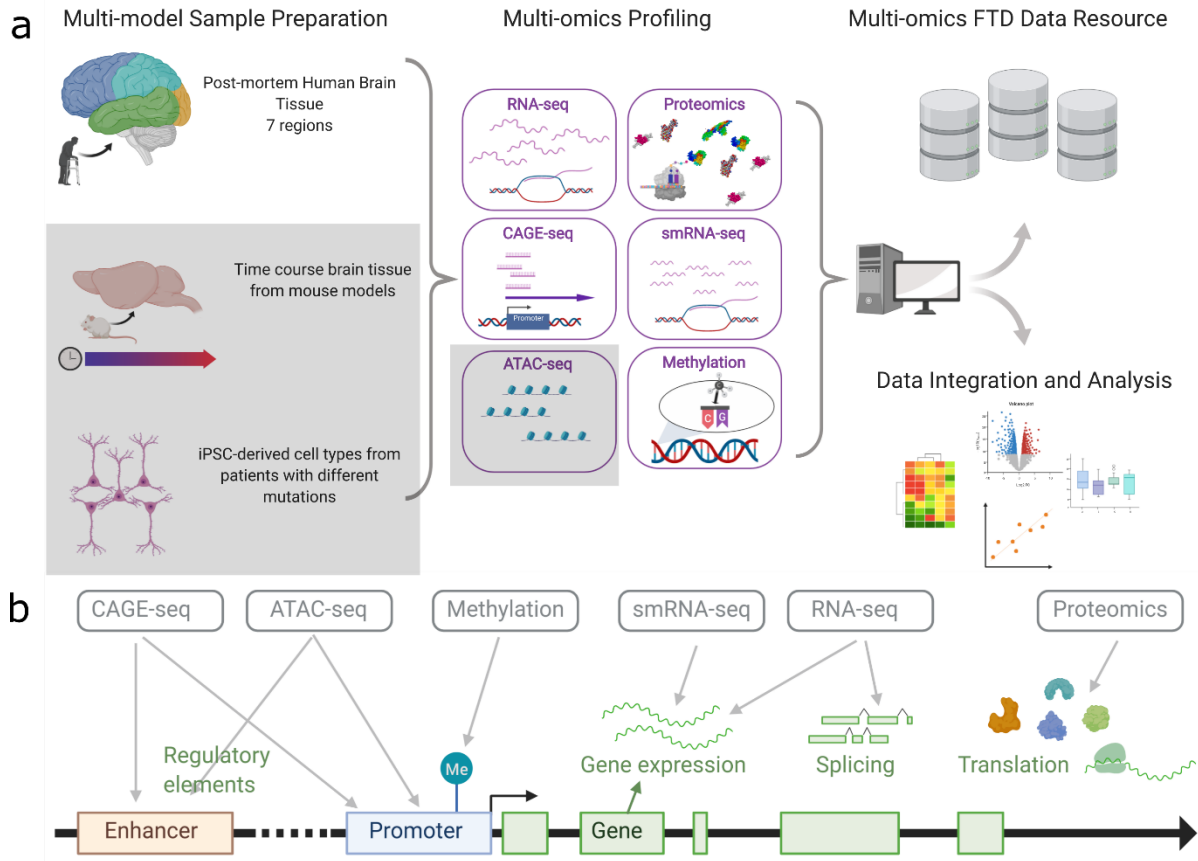 a
Multi-model Sample Preparation
Multi-omics Profiling
Multi-omics FTD Data Resource
Post-mortem Human Brain
Tissue
7 regions
Time course brain tissue
from mouse models
iPSC-derived cell types from
patients with different
mutations
RNA-seq
Proteomics
CAGE-seq
Promoter
smRNA-seq
ATAC-seq
Methylation
C
C G
Data Integration and Analysis
Volcano plot
b
CAGE-seq
ATAC-seq
Methylation
smRNA-seq
RNA-seq
Proteomics
Regulatory
elements
Me
Gene expression
Splicing
Translation
Enhancer
Promoter
Gene